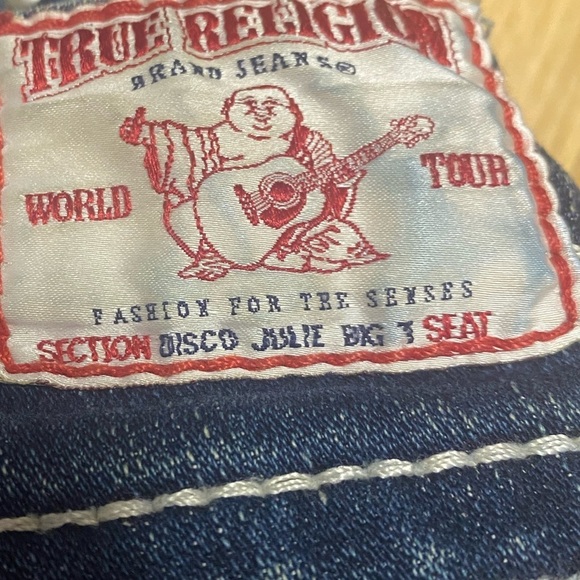 TRUE RELIGION
BRAND JEANS®
WORLD TOUR
FASHION FOR THE SENSES
SECTION DISCO JULIE BIG T SEAT